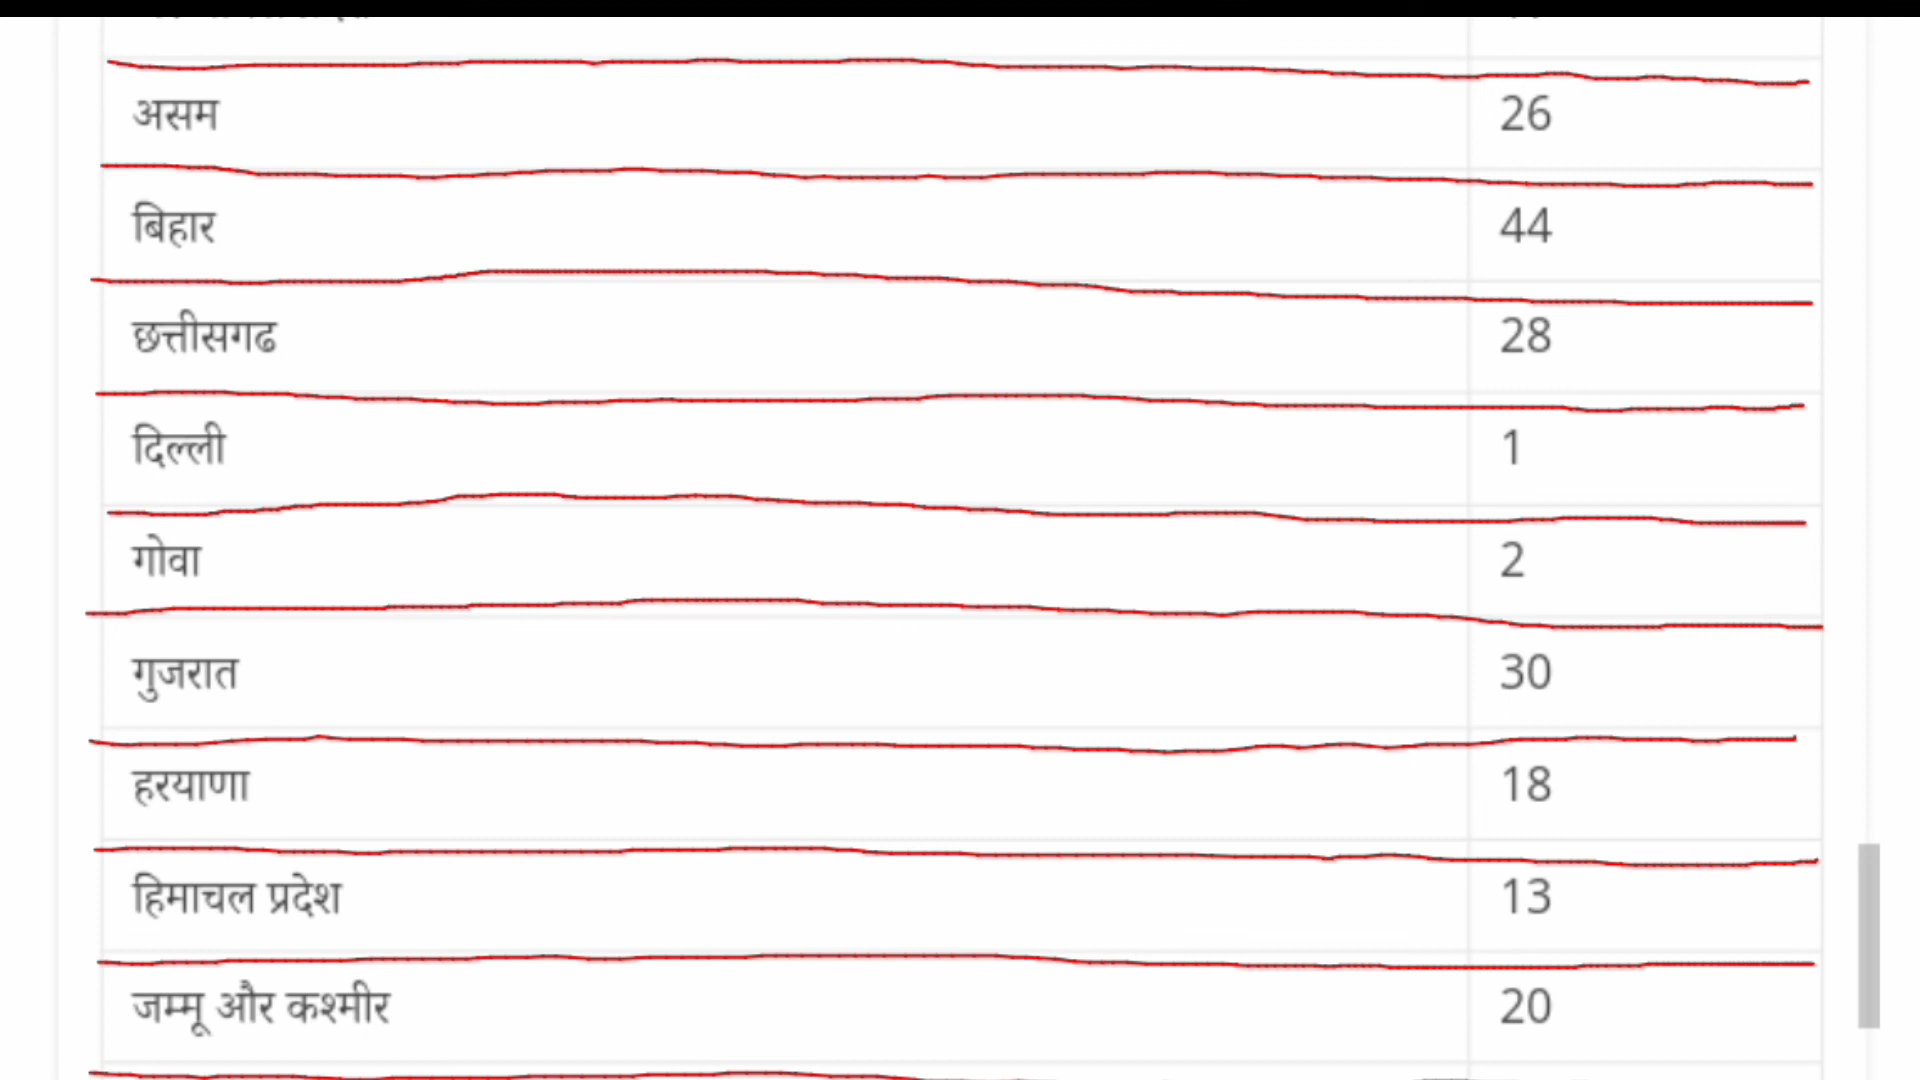 असम 26
बिहार 44
छत्तीसगढ 28
दिल्ली 1
गोवा 2
गुजरात 30
हरयाणा 18
हिमाचल प्रदेश 13
जम्मू और कश्मीर 20